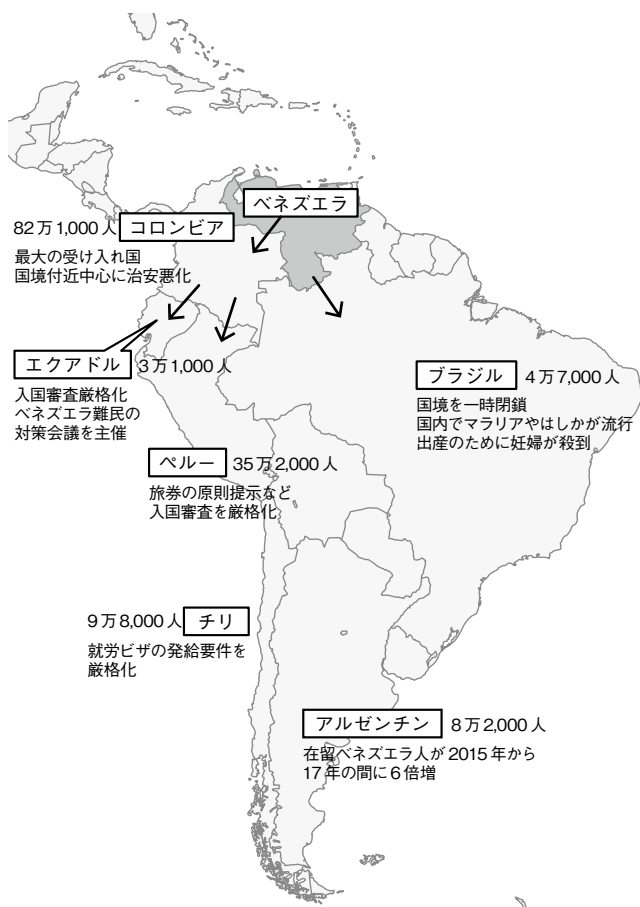 ベネズエラ
82万1,000人 コロンビア
最大の受け入れ国
国境付近中心に治安悪化
エクアドル 3万1,000人
入国審査厳格化
ベネズエラ難民の
対策会議を主催
ブラジル 4万7,000人
国境を一時閉鎖
国内でマラリアやはしかが流行
出産のために妊婦が殺到
ペルー 35万2,000人
旅券の原則提示など
入国審査を厳格化
9万8,000人 チリ
就労ビザの発給要件を
厳格化
アルゼンチン 8万2,000人
在留ベネズエラ人が2015年から
17年の間に6倍増